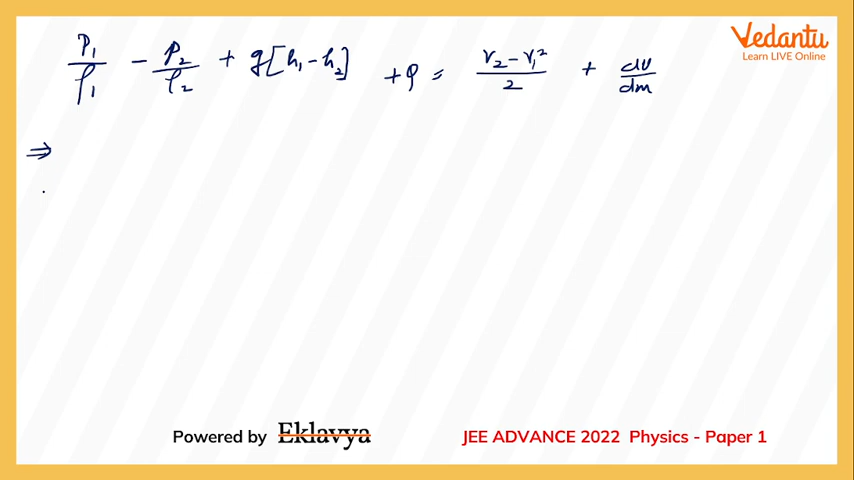 Vedantu
Learn LIVE Online
P₁/ρ₁ - P₂/ρ₂ + g[h₁-h₂] + Q = (v₂-v₁²)/2 + dU/dm
⇒
Powered by Eklavya
JEE ADVANCE 2022 Physics - Paper 1